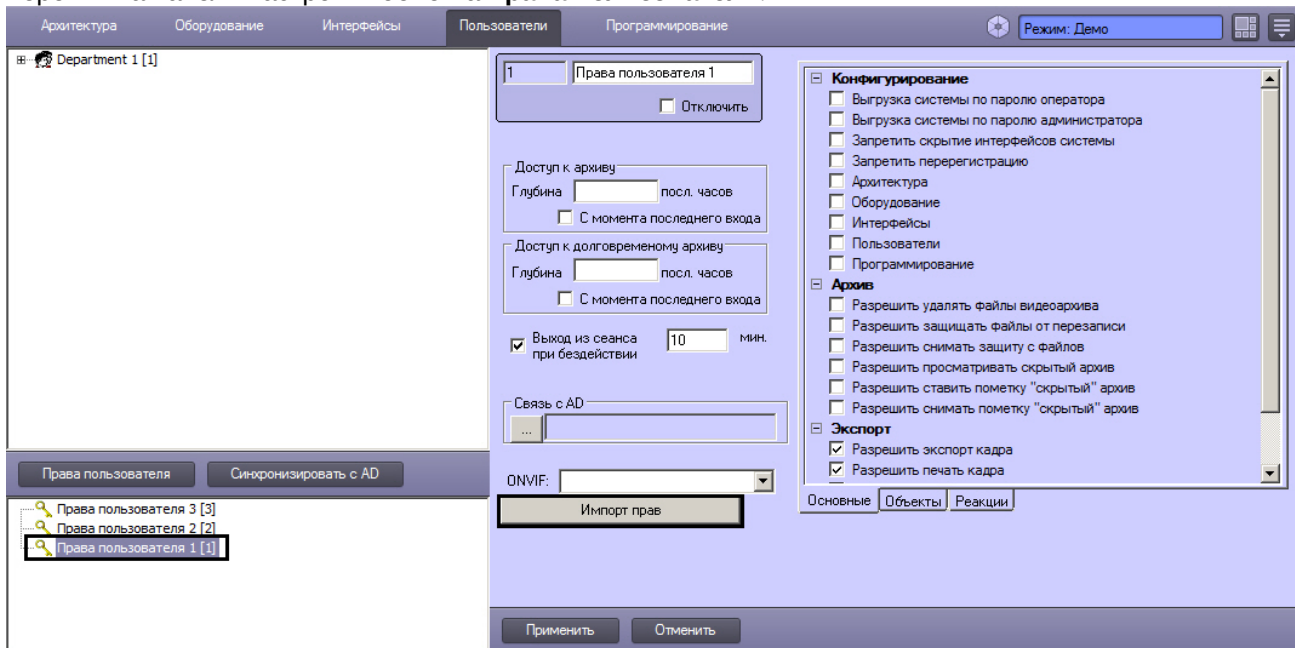 Архитектура
Оборудование
Интерфейсы
Пользователи
Программирование
Режим: Демо
Department 1 [1]
Права пользователя
Синхронизировать с AD
Права пользователя 3 [3]
Права пользователя 2 [2]
Права пользователя 1 [1]
1
Права пользователя 1
Отключить
Доступ к архиву
Глубина посл. часов
С момента последнего входа
Доступ к долговременому архиву
Глубина посл. часов
С момента последнего входа
Выход из сеанса 10 мин.
при бездействии
Связь с AD
...
ONVIF:
Импорт прав
Конфигурирование
Выгрузка системы по паролю оператора
Выгрузка системы по паролю администратора
Запретить скрытие интерфейсов системы
Запретить перерегистрацию
Архитектура
Оборудование
Интерфейсы
Пользователи
Программирование
Архив
Разрешить удалять файлы видеоархива
Разрешить защищать файлы от перезаписи
Разрешить снимать защиту с файлов
Разрешить просматривать скрытый архив
Разрешить ставить пометку "скрытый" архив
Разрешить снимать пометку "скрытый" архив
Экспорт
Разрешить экспорт кадра
Разрешить печать кадра
Основные Объекты Реакции
Применить
Отменить